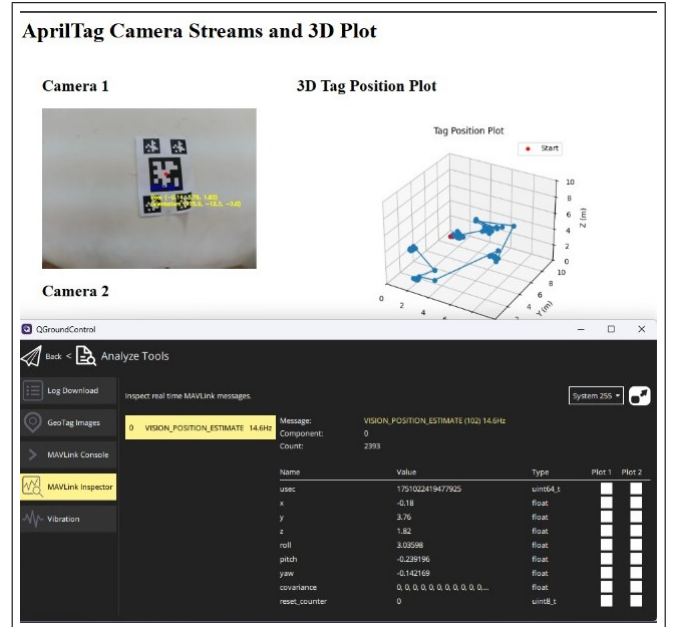 AprilTag Camera Streams and 3D Plot
Camera 1
3D Tag Position Plot
Tag Position Plot
Start
10
8
6
4
2
0
Z (m)
10
8
6
4
Y (m)
0
2
4
Camera 2
QGroundControl
Back < Analyze Tools
Log Download
GeoTag Images
MAVLink Console
MAVLink Inspector
Vibration
Inspect real time MAVLink messages.
System 255
0 VISION_POSITION_ESTIMATE 14.6Hz
Message: VISION_POSITION_ESTIMATE (102) 14.6Hz
Component: 0
Count: 2393
Name Value Type Plot 1 Plot 2
usec 1751022419477925 uint64_t
x -0.18 float
y 3.76 float
z 1.82 float
roll 3.03598 float
pitch -0.239196 float
yaw -0.142169 float
covariance 0, 0, 0, 0, 0, 0, 0, 0, 0, 0,... float
reset_counter 0 uint8_t